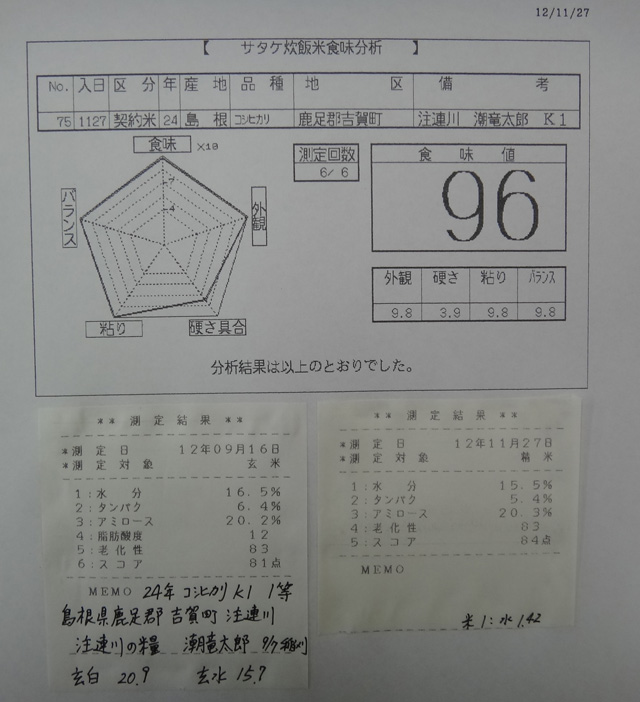 12/11/27
【 サタケ炊飯米食味分析 】
No. 入日 区分 年 産地 品種 地区 備考
75 1127 契約米 24 島根 コシヒカリ 鹿足郡吉賀町 注連川 潮竜太郎 K1
食味 X10
7
4
バランス
外観
粘り
硬さ具合
測定回数
6/ 6
食味値
96
外観 硬さ 粘り バランス
9.8 3.9 9.8 9.8
分析結果は以上のとおりでした。
** 測定結果 **
*測定日 12年09月16日
*測定対象 玄米
1:水分 16.5%
2:タンパク 6.4%
3:アミロース 20.2%
4:脂肪酸度 12
5:老化性 83
6:スコア 81点
MEMO 24年 コシヒカリ K1 1等
島根県鹿足郡吉賀町注連川
注連川の糧 潮竜太郎 9/7
玄白 20.9 玄水 15.7
** 測定結果 **
*測定日 12年11月27日
*測定対象 精米
1:水分 15.5%
2:タンパク 5.4%
3:アミロース 20.3%
4:老化性 83
5:スコア 84点
MEMO
米1:水1.42